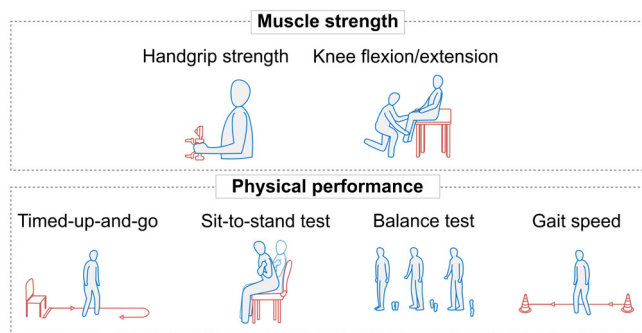 Muscle strength
Handgrip strength Knee flexion/extension
Physical performance
Timed-up-and-go Sit-to-stand test Balance test Gait speed